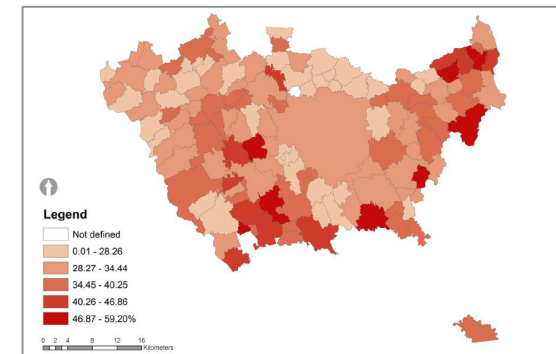 Legend
Not defined
0.01 - 28.26
28.27 - 34.44
34.45 - 40.25
40.26 - 46.86
46.87 - 59.20%
0 2 4 8 12 16
Kilometers